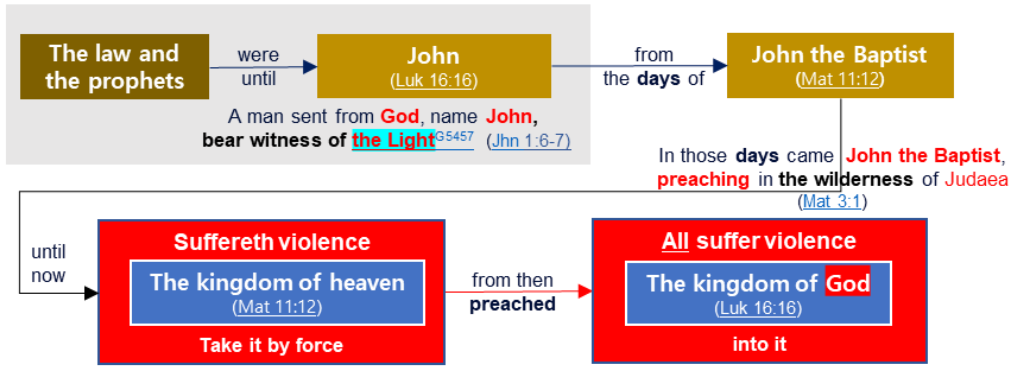 The law and
the prophets
were
until
John
(Luk 16:16)
from
the days of
John the Baptist
(Mat 11:12)
A man sent from God, name John,
bear witness of the LightG5457 (Jhn 1:6-7)
In those days came John the Baptist,
preaching in the wilderness of Judaea
(Mat 3:1)
until
now
Suffereth violence
The kingdom of heaven
(Mat 11:12)
Take it by force
from then
preached
All suffer violence
The kingdom of God
(Luk 16:16)
into it